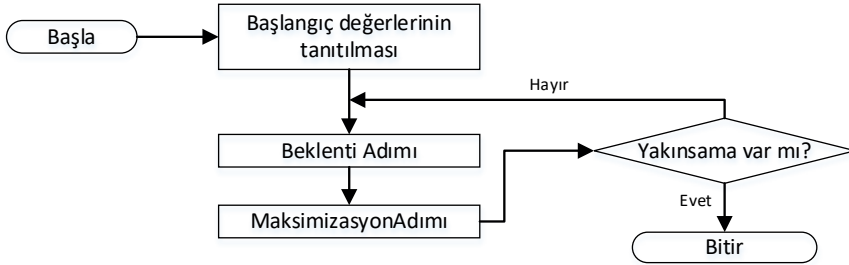 Başla
Başlangıç değerlerinin
tanıtılması
Hayır
Beklenti Adımı
Yakınsama var mı?
MaksimizasyonAdımı
Evet
Bitir